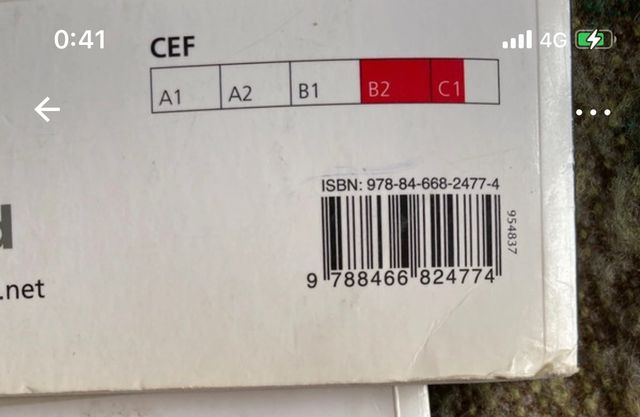 0:41
4G
CEF
A1 A2 B1 B2 C1
ISBN: 978-84-668-2477-4
954837
.net
9 788466 824774